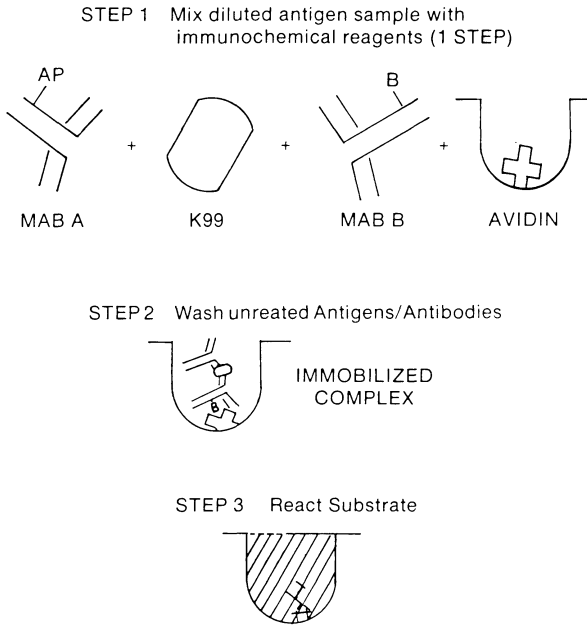 STEP 1 Mix diluted antigen sample with
immunochemical reagents (1 STEP)
AP
B
+
+
+
MAB A
K99
MAB B
AVIDIN
STEP 2 Wash unreated Antigens/Antibodies
IMMOBILIZED
COMPLEX
B
STEP 3 React Substrate